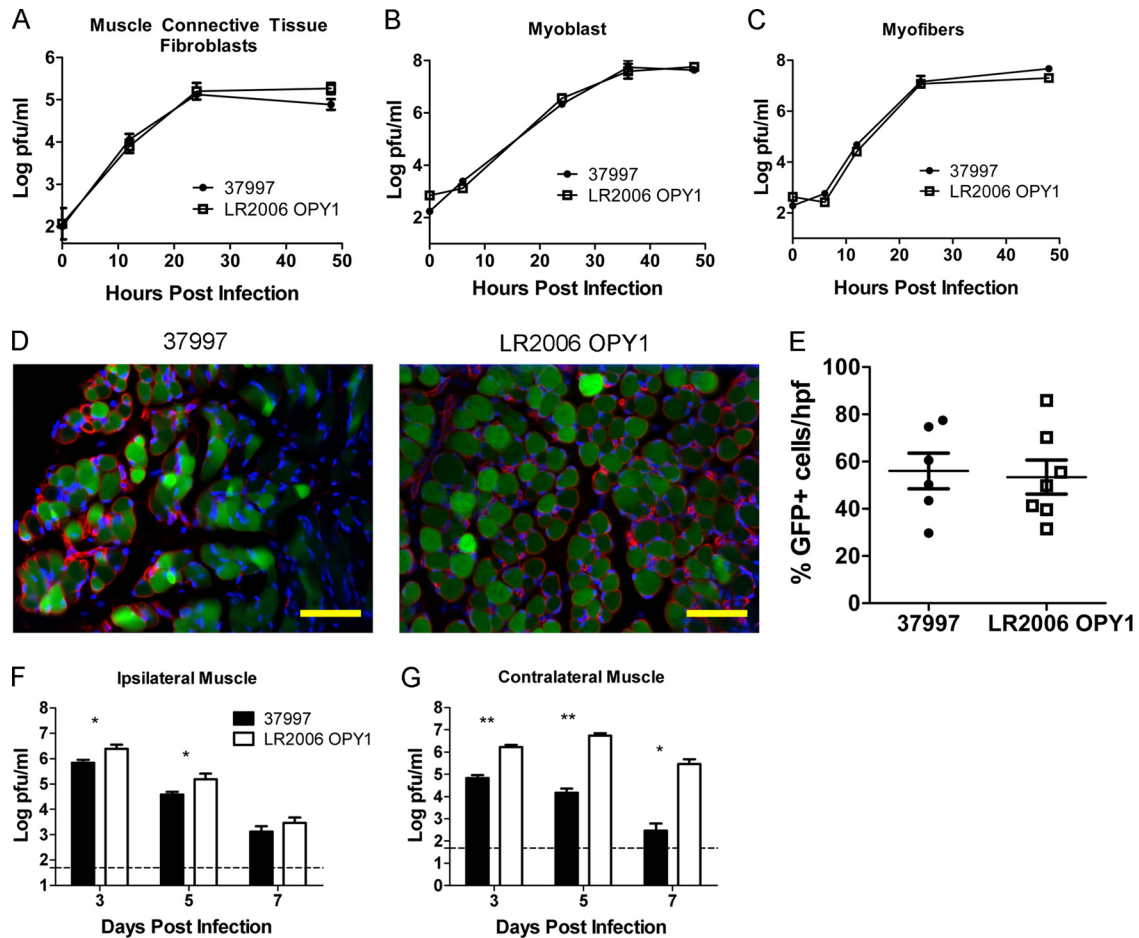 A
Muscle Connective Tissue
Fibroblasts
Log pfu/ml
6
5
4
3
2
37997
LR2006 OPY1
0 10 20 30 40 50
Hours Post Infection
B
Myoblast
Log pfu/ml
8
6
4
2
37997
LR2006 OPY1
0 10 20 30 40 50
Hours Post Infection
C
Myofibers
Log pfu/ml
8
6
4
2
37997
LR2006 OPY1
0 10 20 30 40 50
Hours Post Infection
D
37997
LR2006 OPY1
E
% GFP+ cells/hpf
100
80
60
40
20
0
37997 LR2006 OPY1
F
Ipsilateral Muscle
Log pfu/ml
8
7
6
5
4
3
2
1
*
*
37997
LR2006 OPY1
3 5 7
Days Post Infection
G
Contralateral Muscle
Log pfu/ml
8
7
6
5
4
3
2
1
0
**
**
*
3 5 7
Days Post Infection